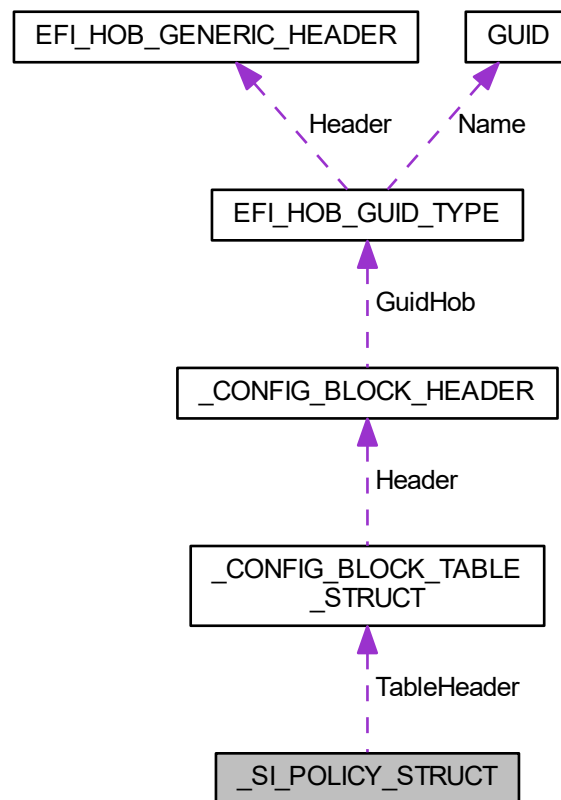 EFI_HOB_GENERIC_HEADER
GUID
Header
Name
EFI_HOB_GUID_TYPE
GuidHob
_CONFIG_BLOCK_HEADER
Header
_CONFIG_BLOCK_TABLE
_STRUCT
TableHeader
_SI_POLICY_STRUCT